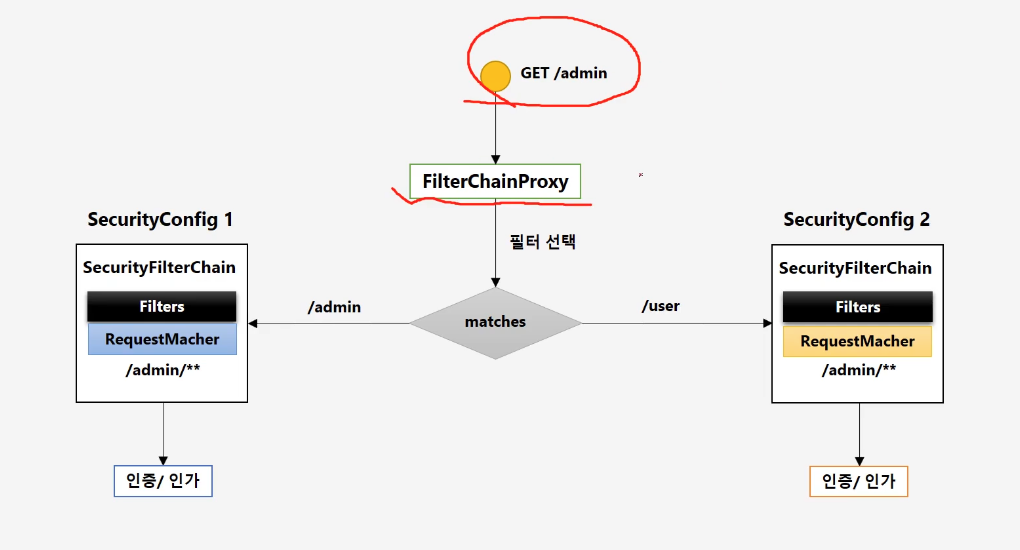 GET /admin
FilterChainProxy
필터 선택
SecurityConfig 1
SecurityFilterChain
Filters
RequestMacher
/admin/**
인증/ 인가
/admin
matches
/user
SecurityConfig 2
SecurityFilterChain
Filters
RequestMacher
/admin/**
인증/ 인가